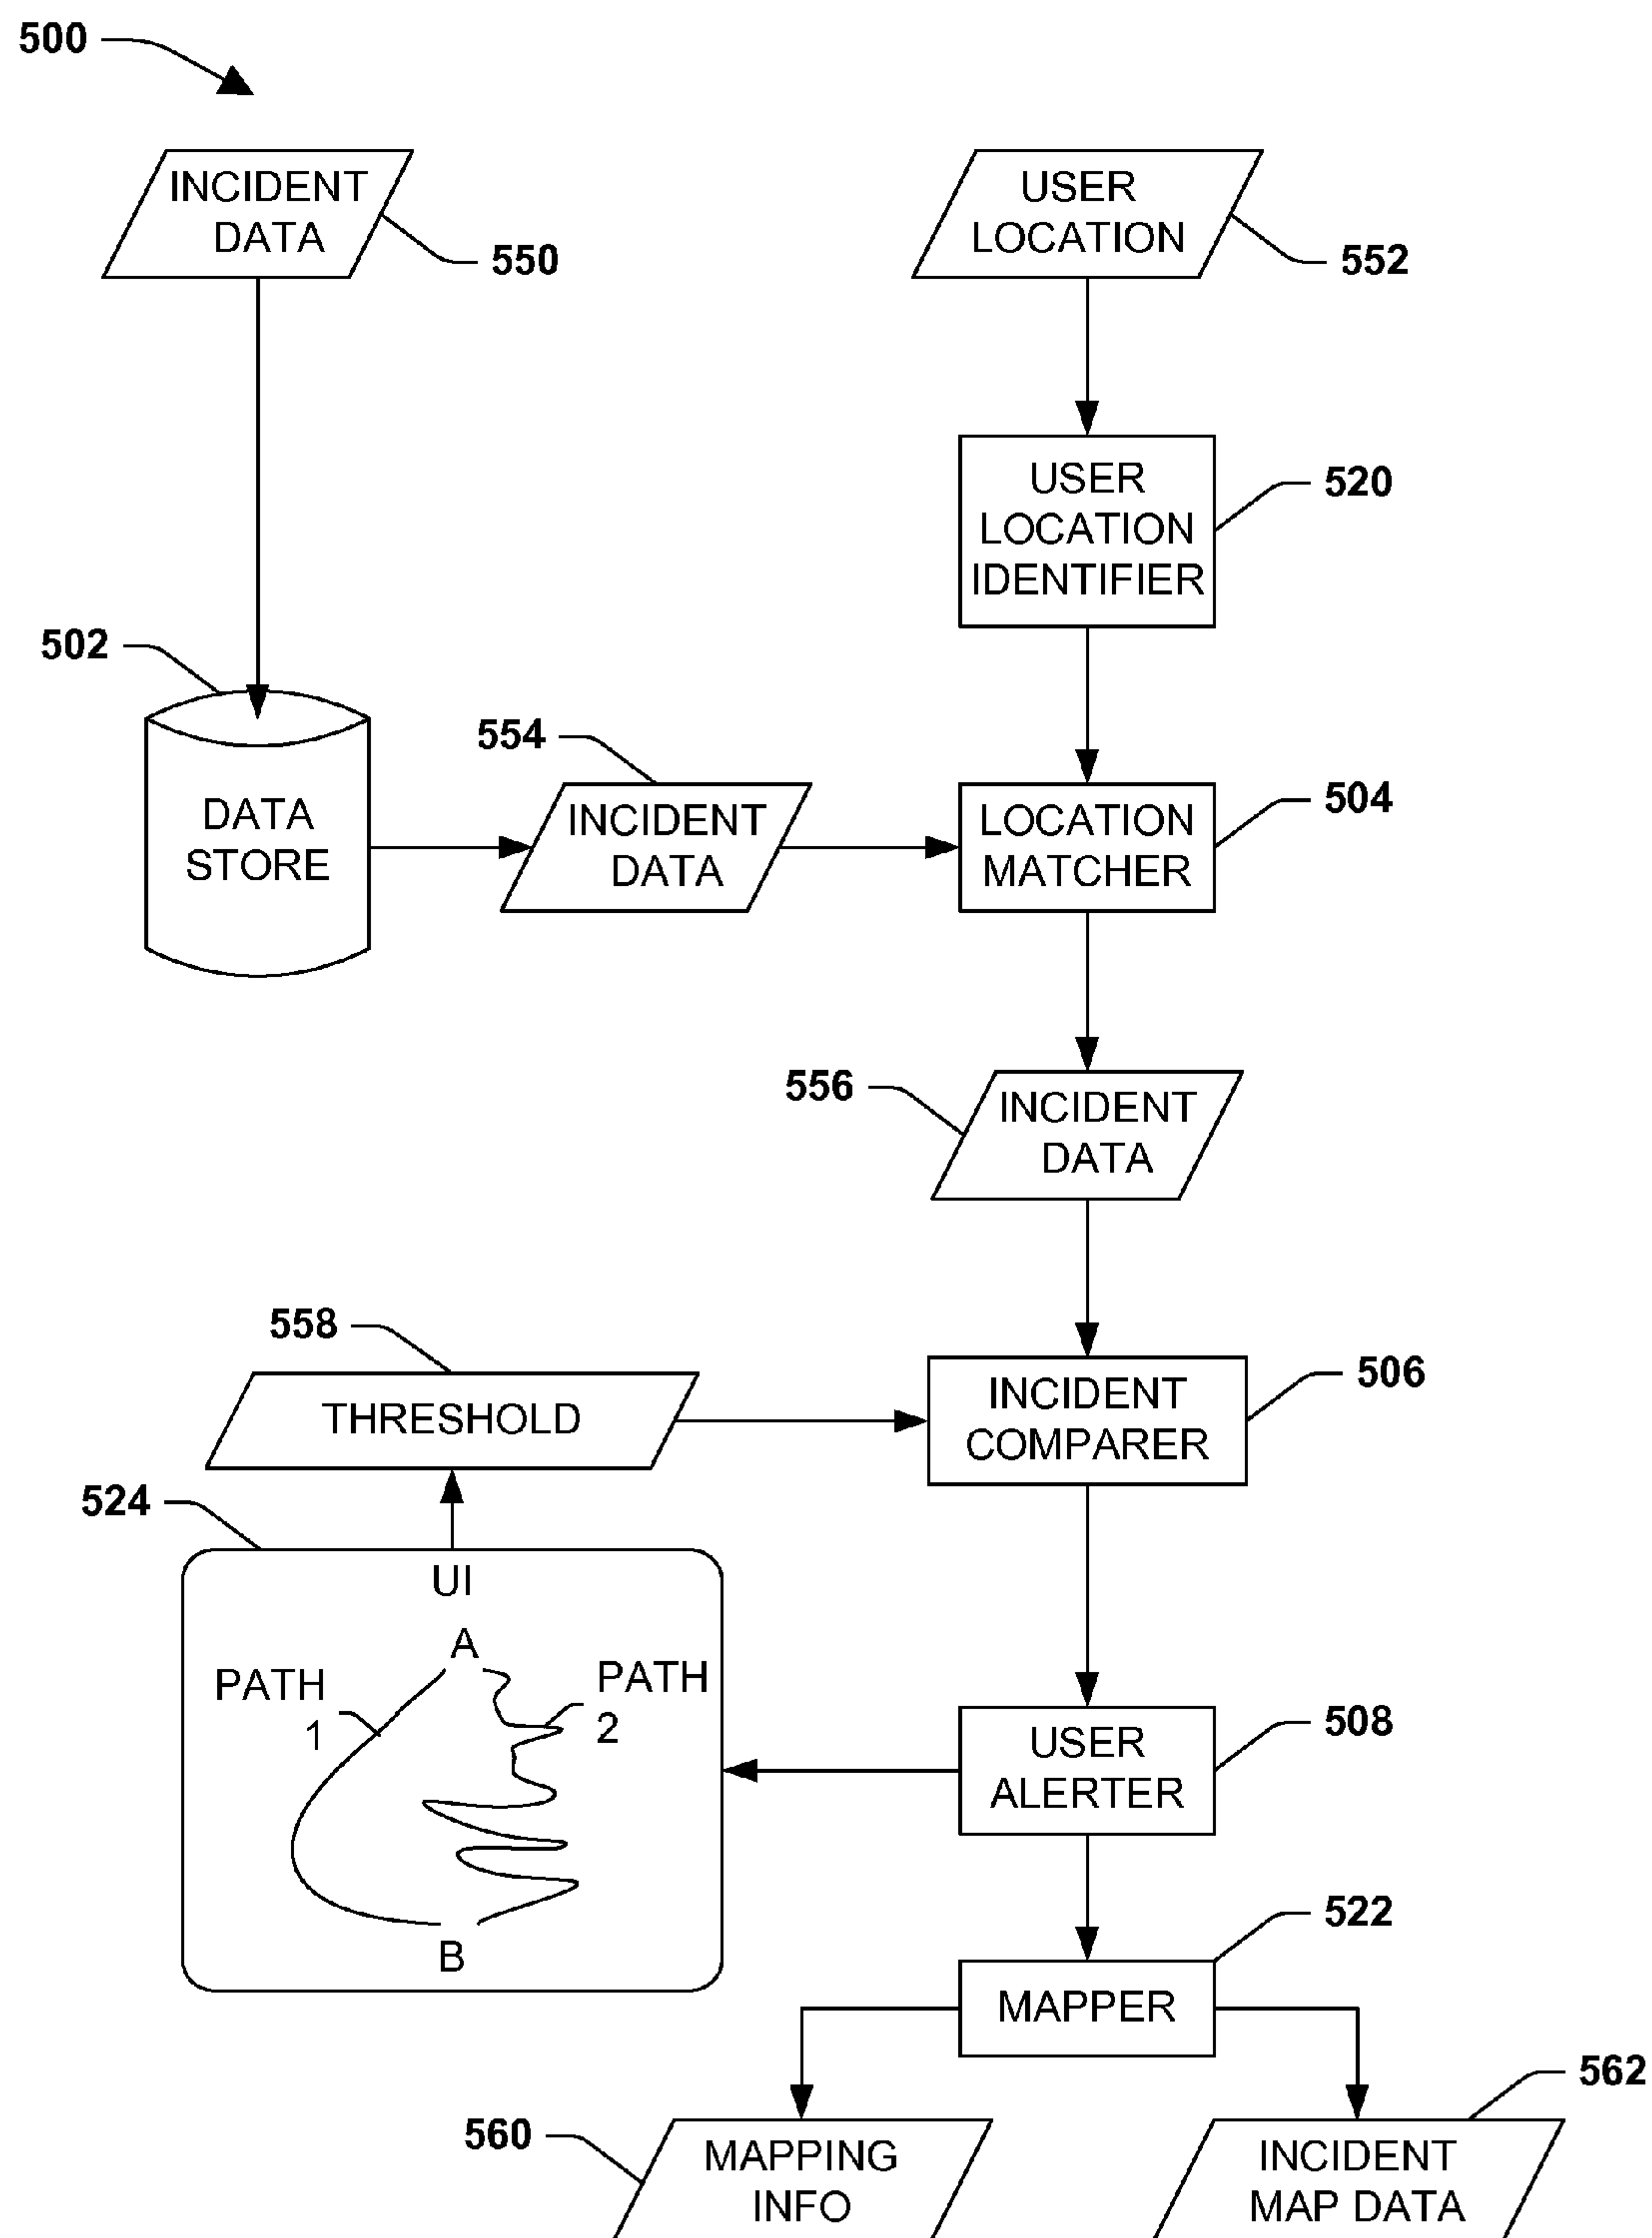 500
INCIDENT
DATA
550
USER
LOCATION
552
USER
LOCATION
IDENTIFIER
520
502
DATA
STORE
554
INCIDENT
DATA
LOCATION
MATCHER
504
556
INCIDENT
DATA
558
THRESHOLD
INCIDENT
COMPARER
506
524
UI
A
PATH
1
PATH
2
B
USER
ALERTER
508
522
MAPPER
560
MAPPING
INFO
562
INCIDENT
MAP DATA